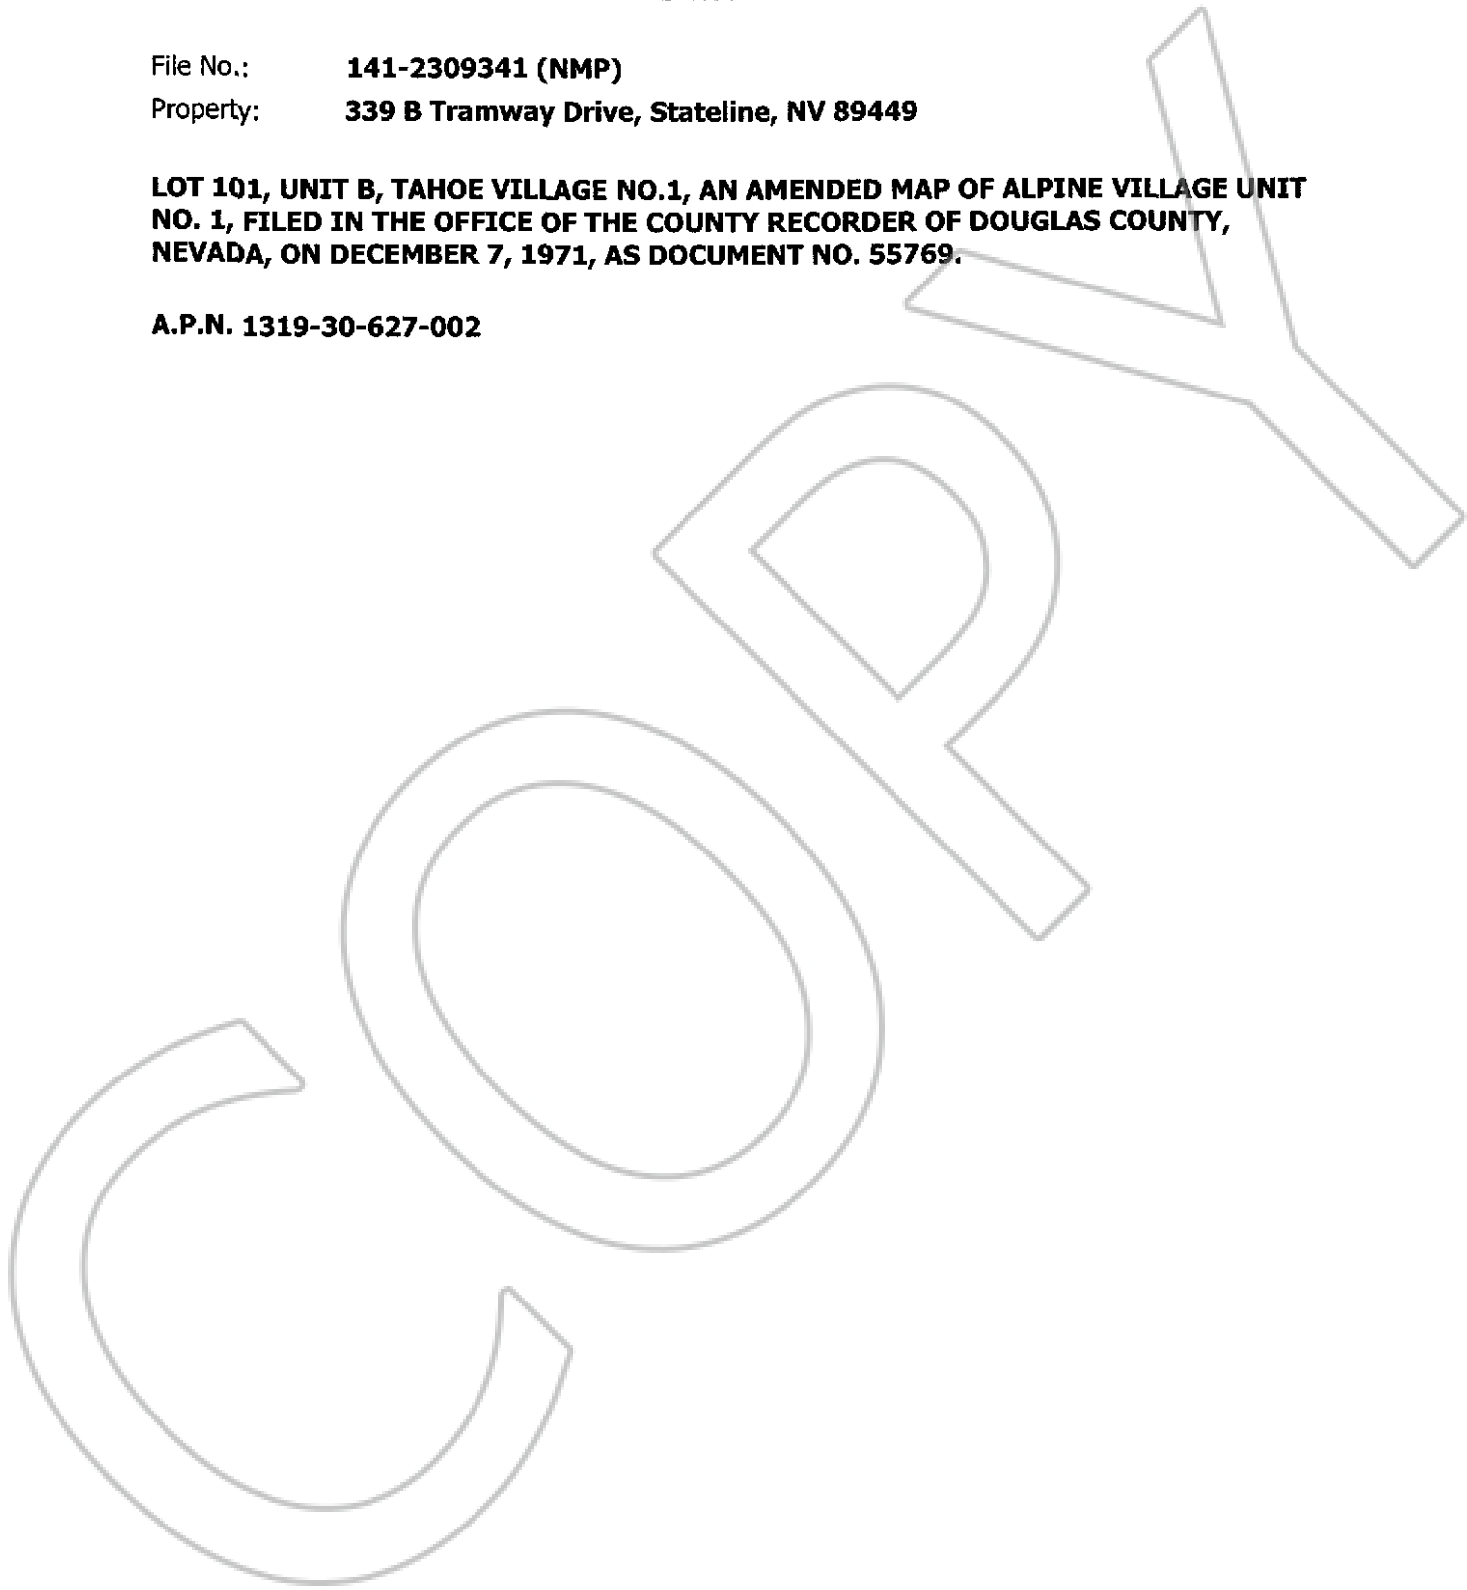 File No.: 141-2309341 (NMP)
Property: 339 B Tramway Drive, Stateline, NV 89449
LOT 101, UNIT B, TAHOE VILLAGE NO.1, AN AMENDED MAP OF ALPINE VILLAGE UNIT
NO. 1, FILED IN THE OFFICE OF THE COUNTY RECORDER OF DOUGLAS COUNTY,
NEVADA, ON DECEMBER 7, 1971, AS DOCUMENT NO. 55769.
A.P.N. 1319-30-627-002
COPY